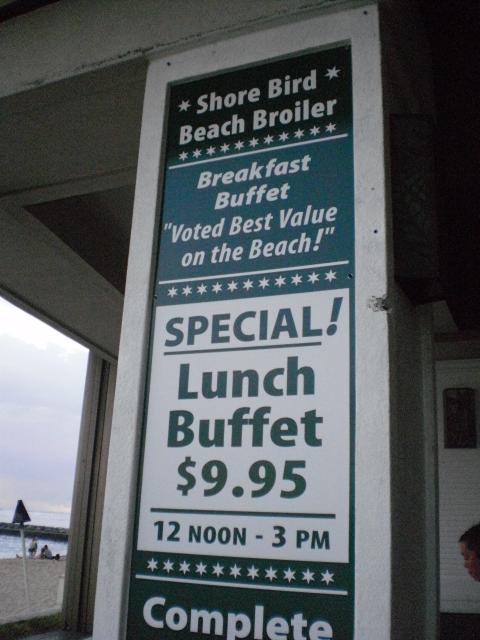 Shore Bird
Beach Broiler
Breakfast
Buffet
"Voted Best Value
on the Beach!"
SPECIAL!
Lunch
Buffet
$9.95
12 NOON - 3 PM
Complete